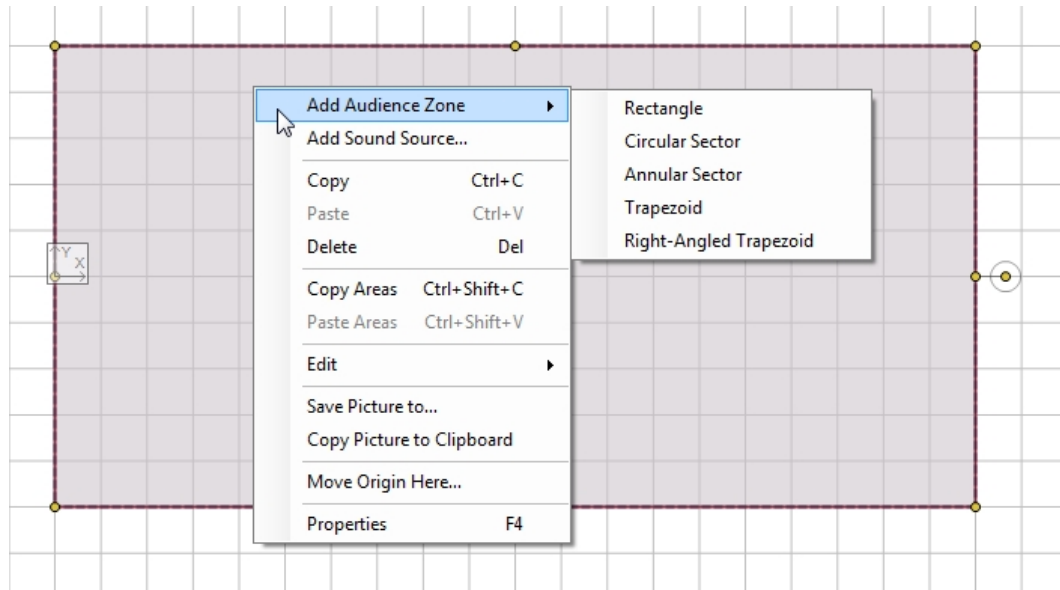 Add Audience Zone
Add Sound Source...
Copy Ctrl+C
Paste Ctrl+V
Delete Del
Copy Areas Ctrl+Shift+C
Paste Areas Ctrl+Shift+V
Edit
Save Picture to...
Copy Picture to Clipboard
Move Origin Here...
Properties F4
Rectangle
Circular Sector
Annular Sector
Trapezoid
Right-Angled Trapezoid
Y
X